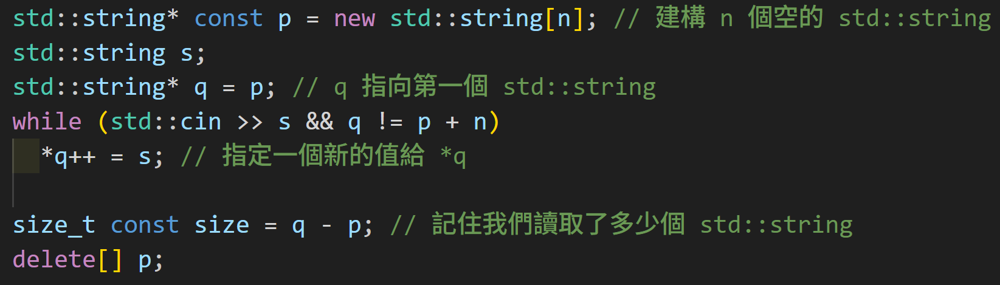 std::string* const p = new std::string[n]; // 建構 n 個空的 std::string
std::string s;
std::string* q = p; // q 指向第一個 std::string
while (std::cin >> s && q != p + n)
  *q++ = s; // 指定一個新的值給 *q
size_t const size = q - p; // 記住我們讀取了多少個 std::string
delete[] p;